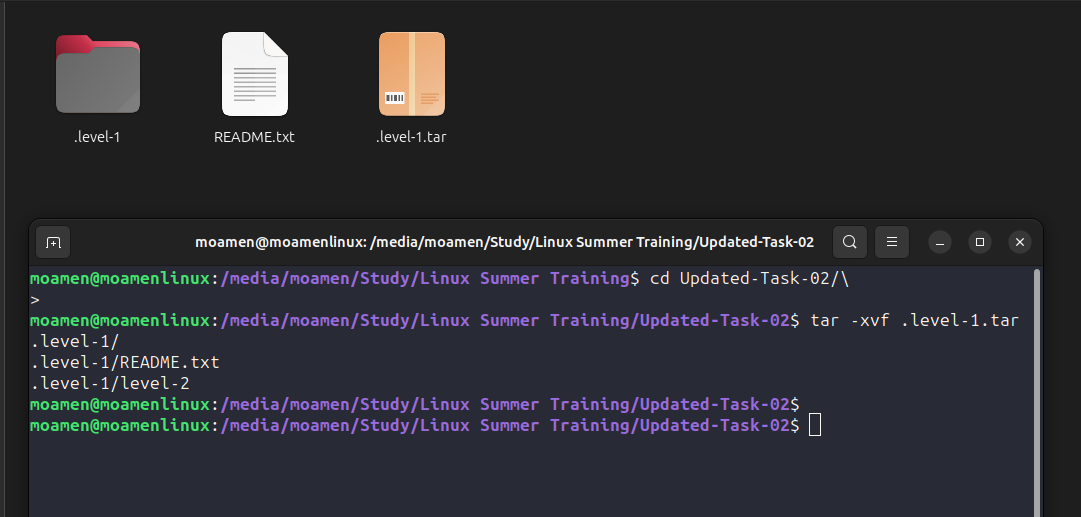 .level-1
README.txt
.level-1.tar
moamen@moamenlinux: /media/moamen/Study/Linux Summer Training/Updated-Task-02
moamen@moamenlinux:/media/moamen/Study/Linux Summer Training$ cd Updated-Task-02/\
>
moamen@moamenlinux:/media/moamen/Study/Linux Summer Training/Updated-Task-02$ tar -xvf .level-1.tar
.level-1/
.level-1/README.txt
.level-1/level-2
moamen@moamenlinux:/media/moamen/Study/Linux Summer Training/Updated-Task-02$
moamen@moamenlinux:/media/moamen/Study/Linux Summer Training/Updated-Task-02$